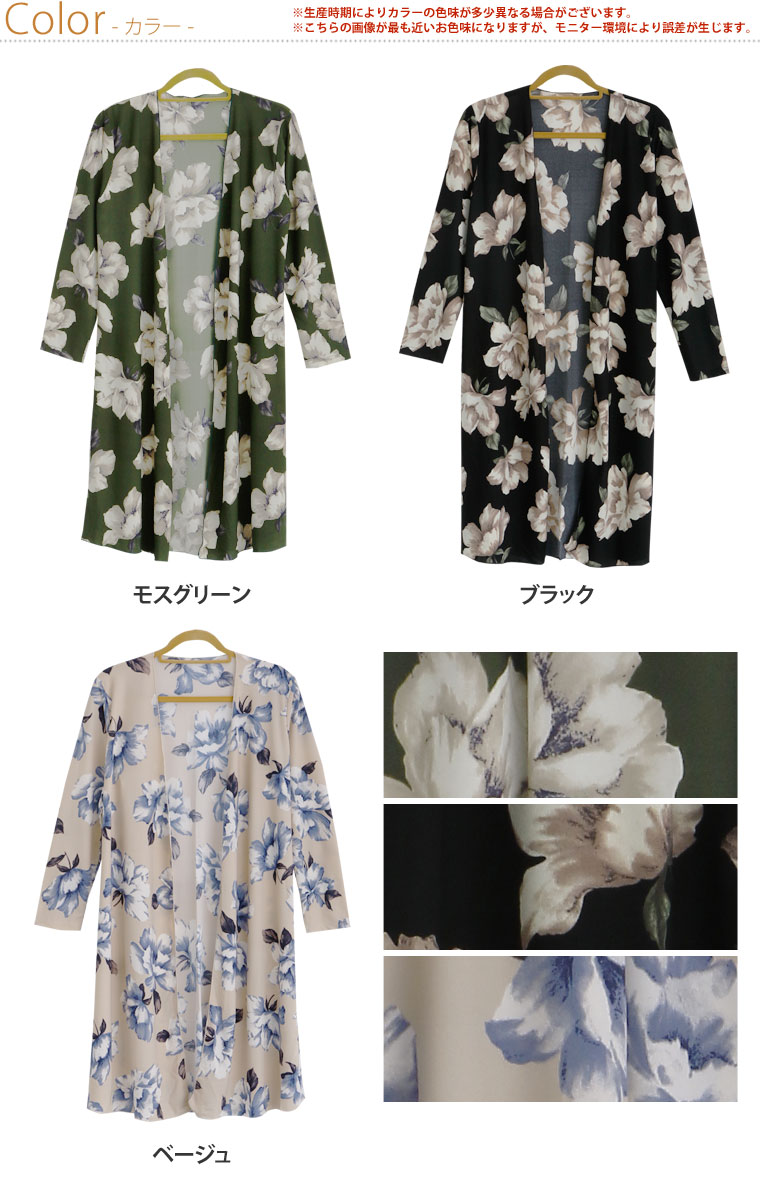 Color - カラー -
※生産時期によりカラーの色味が多少異なる場合がございます。
※こちらの画像が最も近いお色味になりますが、モニター環境により誤差が生じます。
モスグリーン
ブラック
ベージュ